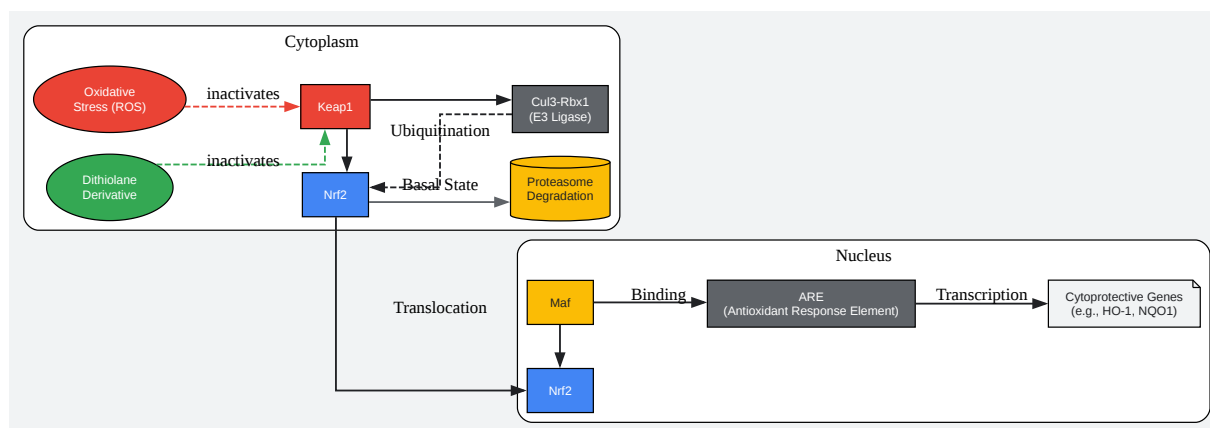 Cytoplasm
Oxidative
Stress (ROS)
inactivates
Keap1
Cul3-Rbx1
(E3 Ligase)
Ubiquitination
inactivates
Dithiolane
Derivative
Nrf2
Basal State
Proteasome
Degradation
Nucleus
Translocation
Maf
Binding
ARE
(Antioxidant Response Element)
Transcription
Cytoprotective Genes
(e.g., HO-1, NQO1)
Nrf2